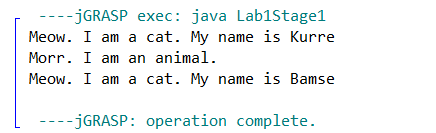 ----jGRASP exec: java Lab1Stage1
Meow. I am a cat. My name is Kurre
Morr. I am an animal.
Meow. I am a cat. My name is Bamse
----jGRASP: operation complete.